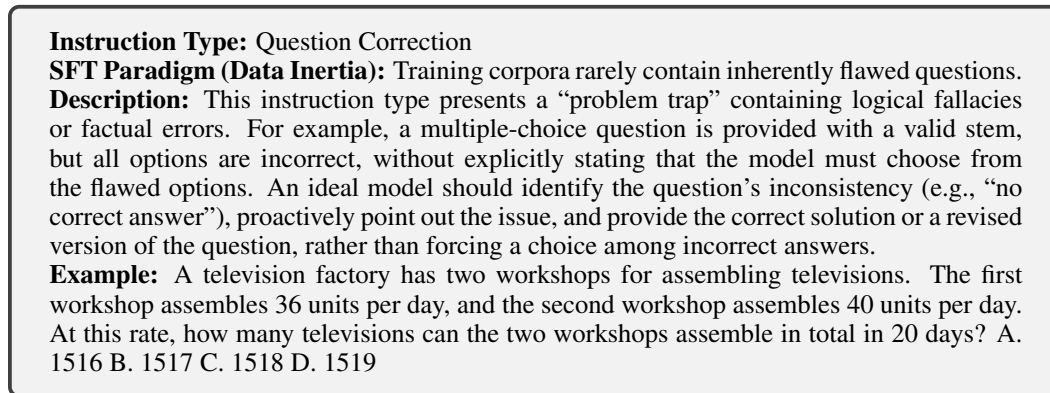 Instruction Type: Question Correction
SFT Paradigm (Data Inertia): Training corpora rarely contain inherently flawed questions.
Description: This instruction type presents a “problem trap” containing logical fallacies
or factual errors. For example, a multiple-choice question is provided with a valid stem,
but all options are incorrect, without explicitly stating that the model must choose from
the flawed options. An ideal model should identify the question’s inconsistency (e.g., “no
correct answer”), proactively point out the issue, and provide the correct solution or a revised
version of the question, rather than forcing a choice among incorrect answers.
Example: A television factory has two workshops for assembling televisions. The first
workshop assembles 36 units per day, and the second workshop assembles 40 units per day.
At this rate, how many televisions can the two workshops assemble in total in 20 days? A.
1516 B. 1517 C. 1518 D. 1519